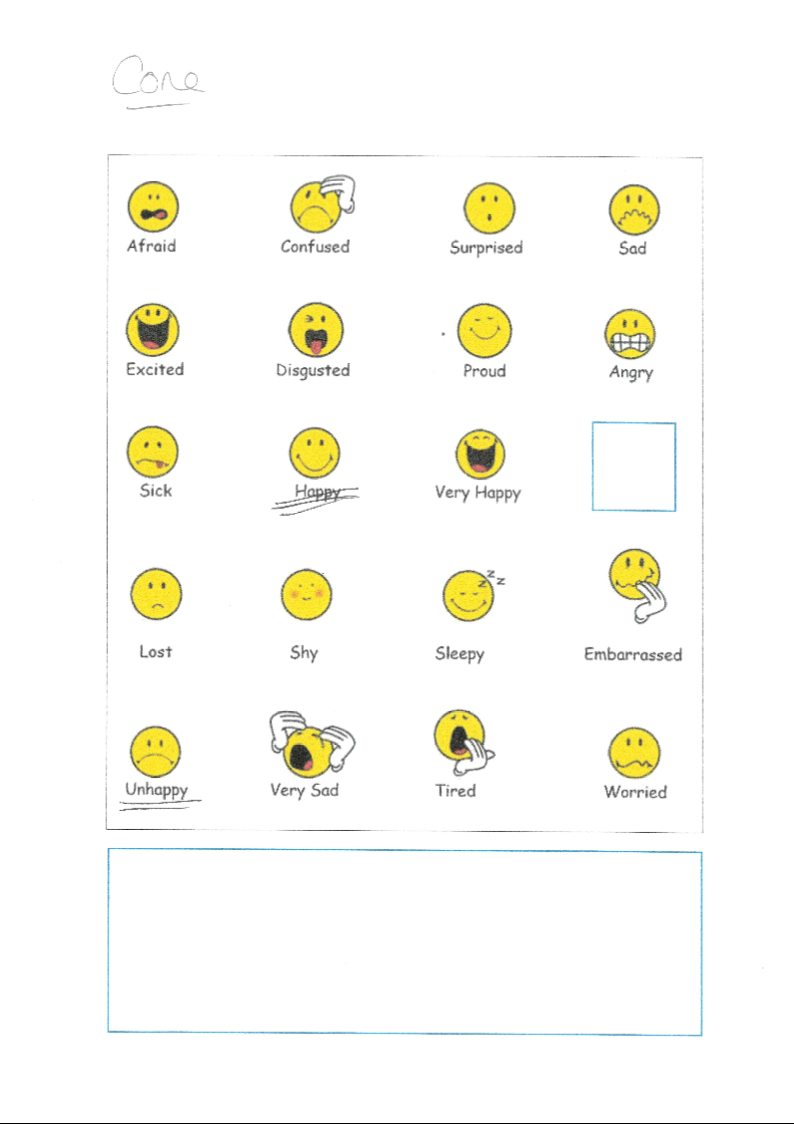 Core
Afraid Confused Surprised Sad
Excited Disgusted Proud Angry
Sick Happy Very Happy
z z z
Lost Shy Sleepy Embarrassed
Unhappy Very Sad Tired Worried